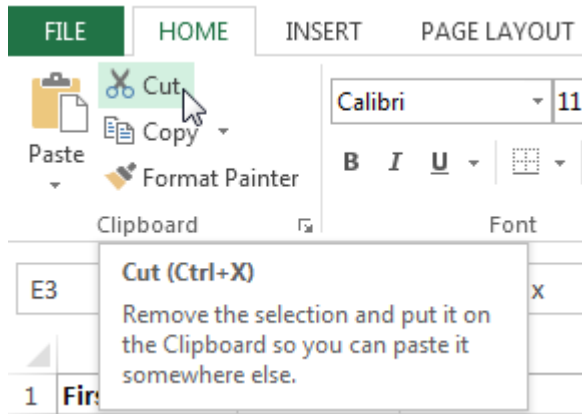 FILE HOME INSERT PAGE LAYOUT
Cut
Calibri 11
Copy
Paste
B I U
Format Painter
Clipboard Font
E3
Cut (Ctrl+X)
Remove the selection and put it on
the Clipboard so you can paste it
somewhere else.
1